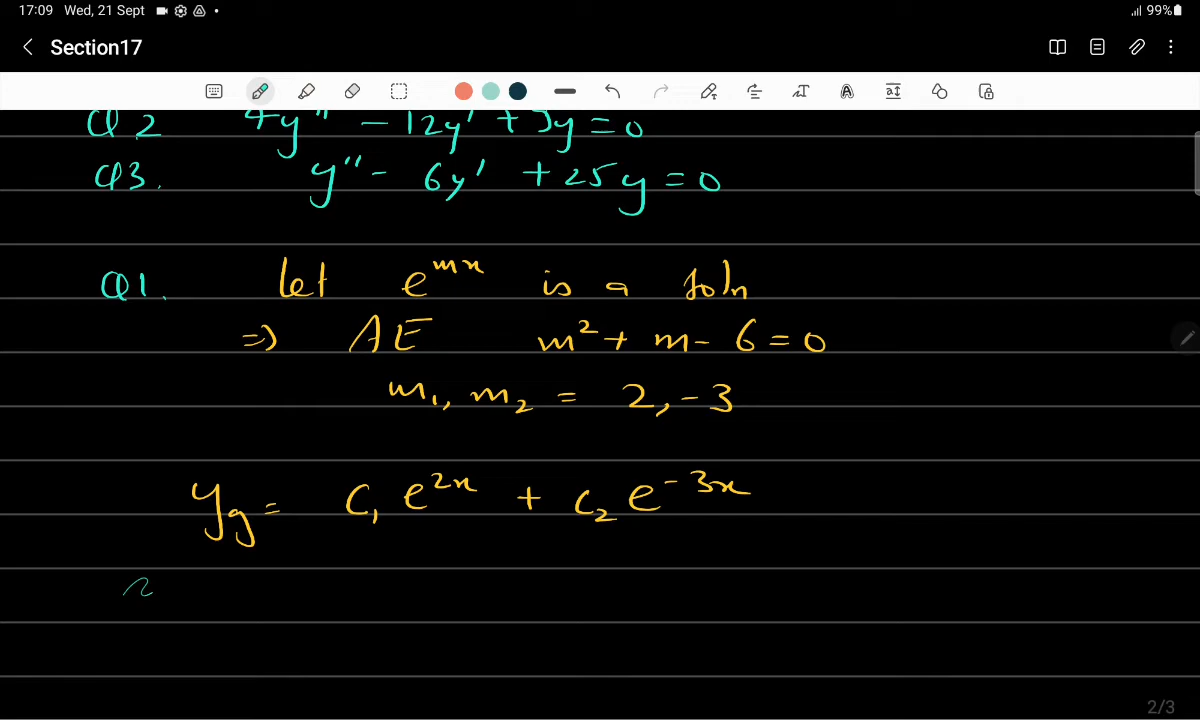 17:09 Wed, 21 Sept 99%
Section17
Q2 4y" - 12y' + 5y = 0
Q3. y" - 6y' + 25y = 0
Q1. Let e^mx is a soln
=> AE m² + m - 6 = 0
m₁, m₂ = 2, -3
y_g = C₁ e^2x + C₂ e^-3x
2
2/3